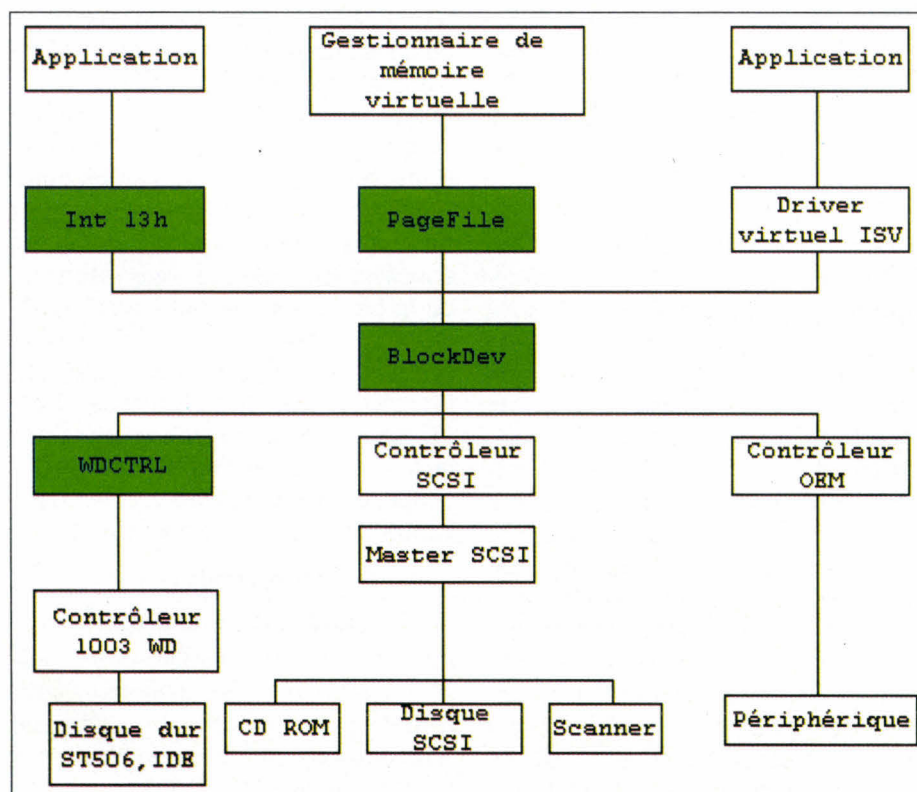 Application
Gestionnaire de
mémoire
virtuelle
Application
Int 13h
PageFile
Driver
virtuel ISV
BlockDev
WDCTRL
Contrôleur
SCSI
Contrôleur
OEM
Master SCSI
Contrôleur
1003 WD
Disque dur
ST506,IDE
CD ROM
Disque
SCSI
Scanner
Périphérique